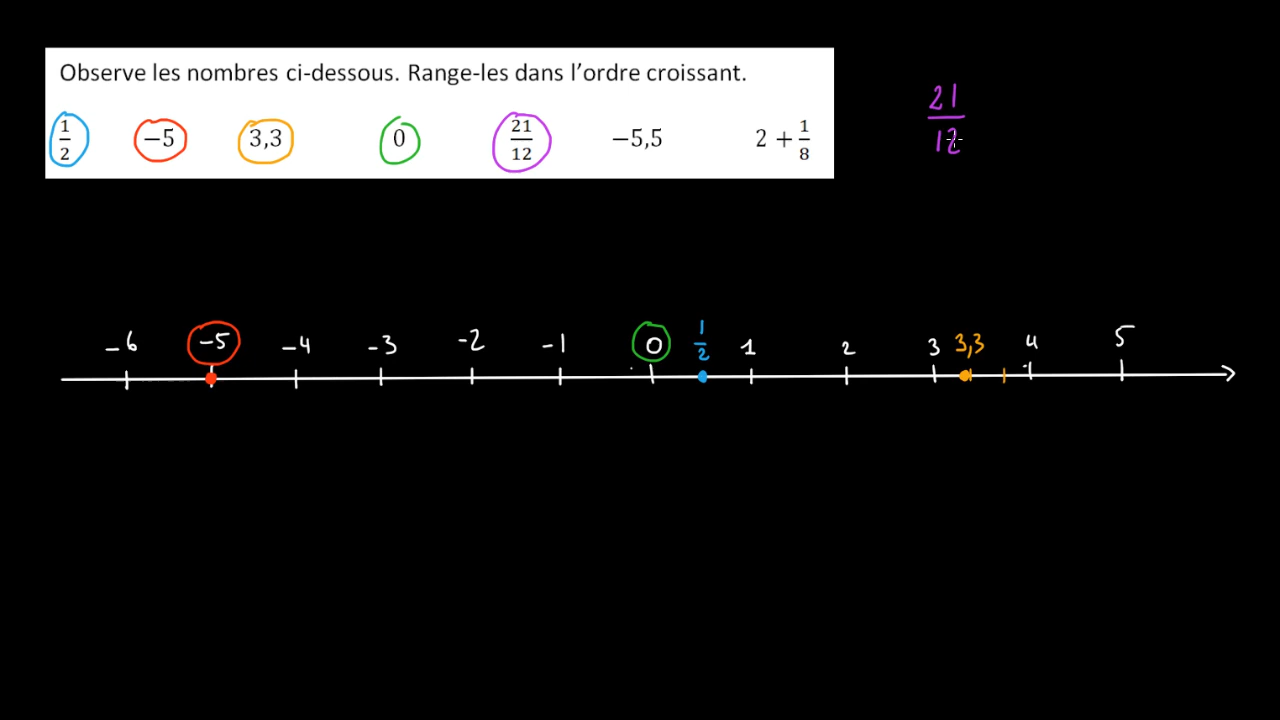 Observe les nombres ci-dessous. Range-les dans l'ordre croissant.
1/2 −5 3,3 0 21/12 −5,5 2 + 1/8
21
12
-6 -5 -4 -3 -2 -1 0 1/2 1 2 3 3,3 4 5